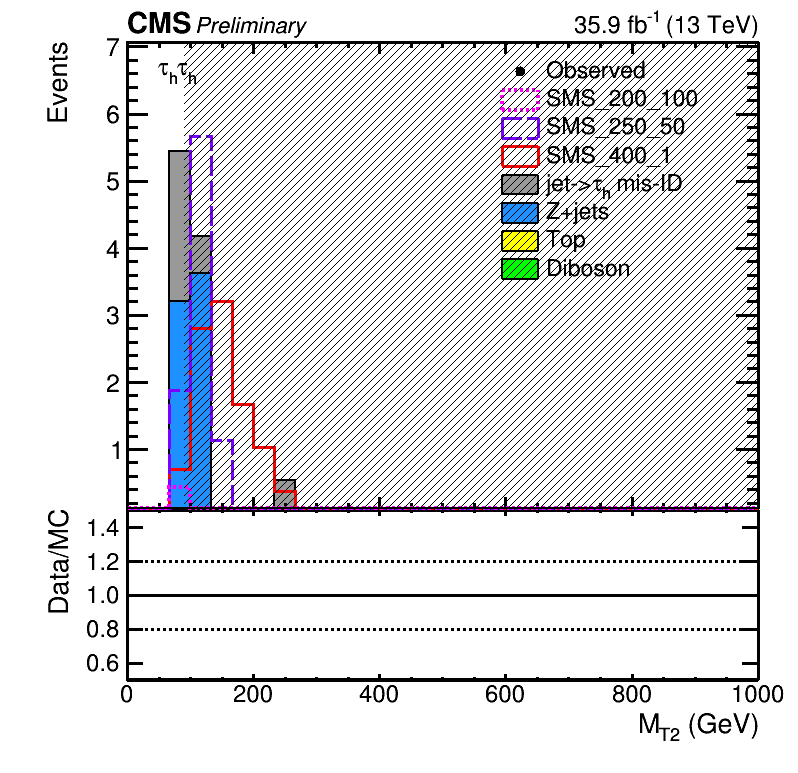 CMS Preliminary 35.9 fb⁻¹ (13 TeV)
Events
7
6
5
4
3
2
1
τₕτₕ
Observed
SMS_200_100
SMS_250_50
SMS_400_1
jet->τₕ mis-ID
Z+jets
Top
Diboson
Data/MC
1.4
1.2
1.0
0.8
0.6
0 200 400 600 800 1000
M_T2 (GeV)